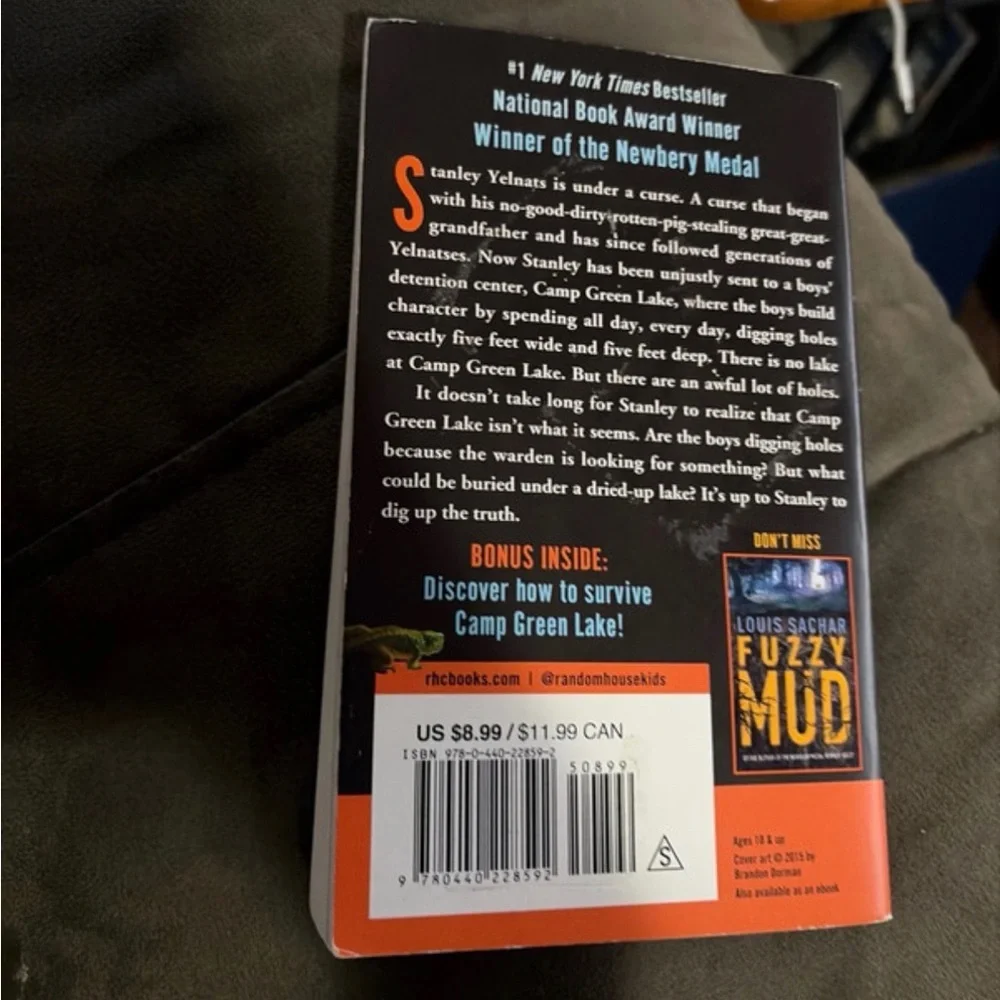 #1 New York Times Bestseller
National Book Award Winner
Winner of the Newbery Medal
Stanley Yelnats is under a curse. A curse that began
with his no-good-dirty-rotten-pig-stealing great-great-
grandfather and has since followed generations of
Yelnatses. Now Stanley has been unjustly sent to a boys'
detention center, Camp Green Lake, where the boys build
character by spending all day, every day, digging holes
exactly five feet wide and five feet deep. There is no lake
at Camp Green Lake. But there are an awful lot of holes.
It doesn't take long for Stanley to realize that Camp
Green Lake isn't what it seems. Are the boys digging holes
because the warden is looking for something? But what
could be buried under a dried-up lake? It's up to Stanley to
dig up the truth.
BONUS INSIDE:
Discover how to survive
Camp Green Lake!
DON'T MISS
LOUIS SACHAR
FUZZY
MUD
rhcbooks.com | @randomhousekids
US $8.99 / $11.99 CAN
ISBN 978-0-440-22859-2
50899
9 780440 228592
S
Ages 10 & up
Cover art © 2015 by
Brandon Dorman
Also available as an ebook